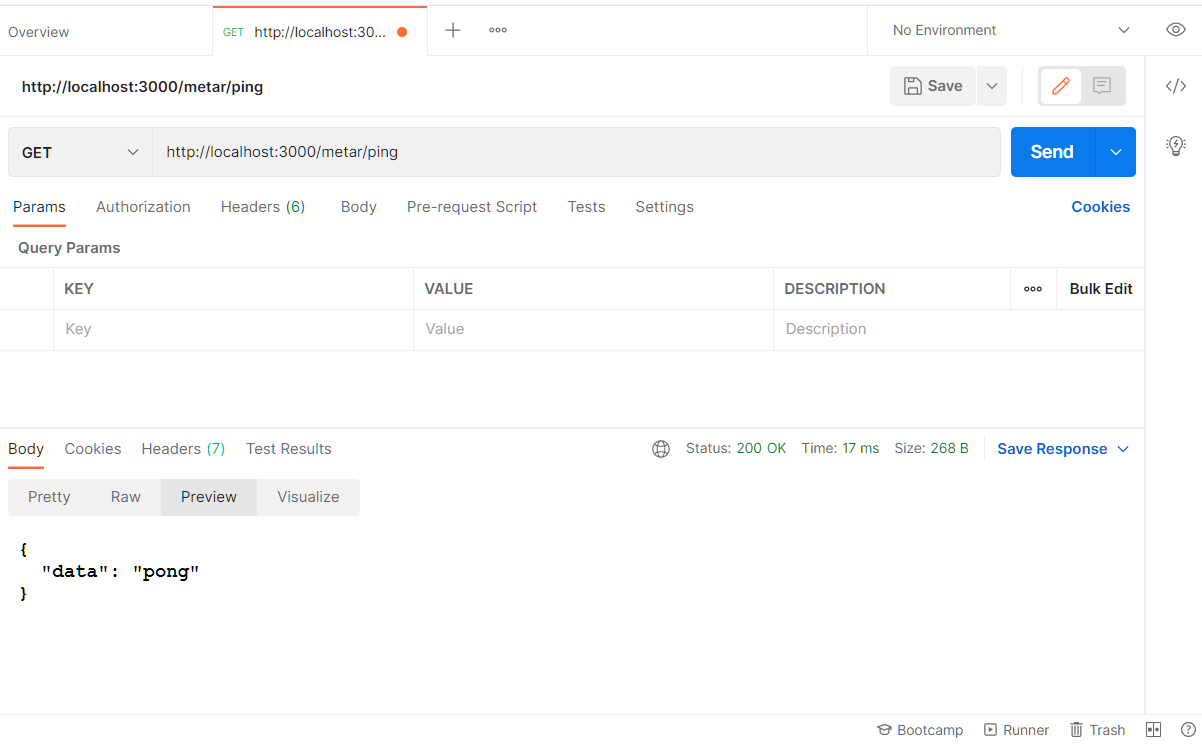 Overview
GET http://localhost:30...
No Environment
http://localhost:3000/metar/ping
Save
GET
http://localhost:3000/metar/ping
Send
Params Authorization Headers (6) Body Pre-request Script Tests Settings Cookies
Query Params
KEY VALUE DESCRIPTION Bulk Edit
Key Value Description
Body Cookies Headers (7) Test Results Status: 200 OK Time: 17 ms Size: 268 B Save Response
Pretty Raw Preview Visualize
{
"data": "pong"
}
Bootcamp Runner Trash